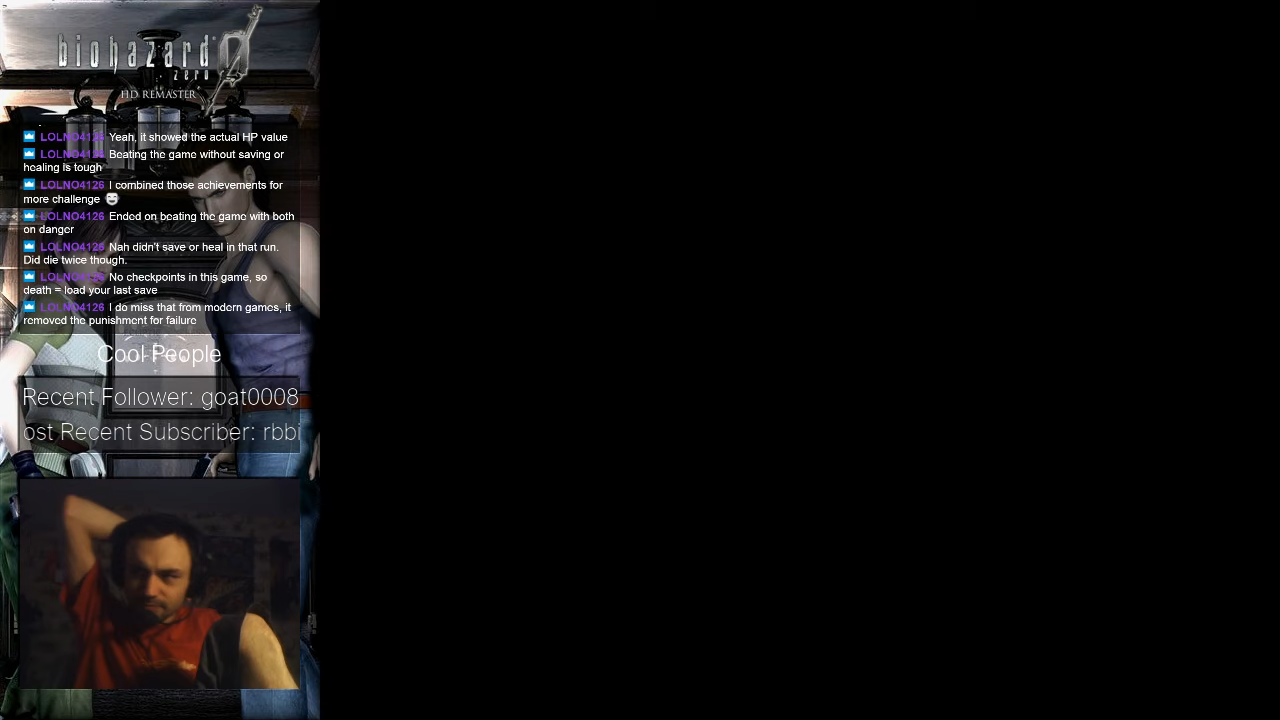 biohazard 0
zero
HD REMASTER
LOLNO4126 Yeah, it showed the actual HP value
LOLNO4126 Beating the game without saving or
healing is tough
LOLNO4126 I combined those achievements for
more challenge
LOLNO4126 Ended on beating the game with both
on danger
LOLNO4126 Nah didn't save or heal in that run.
Did die twice though.
LOLNO4126 No checkpoints in this game, so
death = load your last save
LOLNO4126 I do miss that from modern games, it
removed the punishment for failure
Cool People
Recent Follower: goat0008
ost Recent Subscriber: rbbi